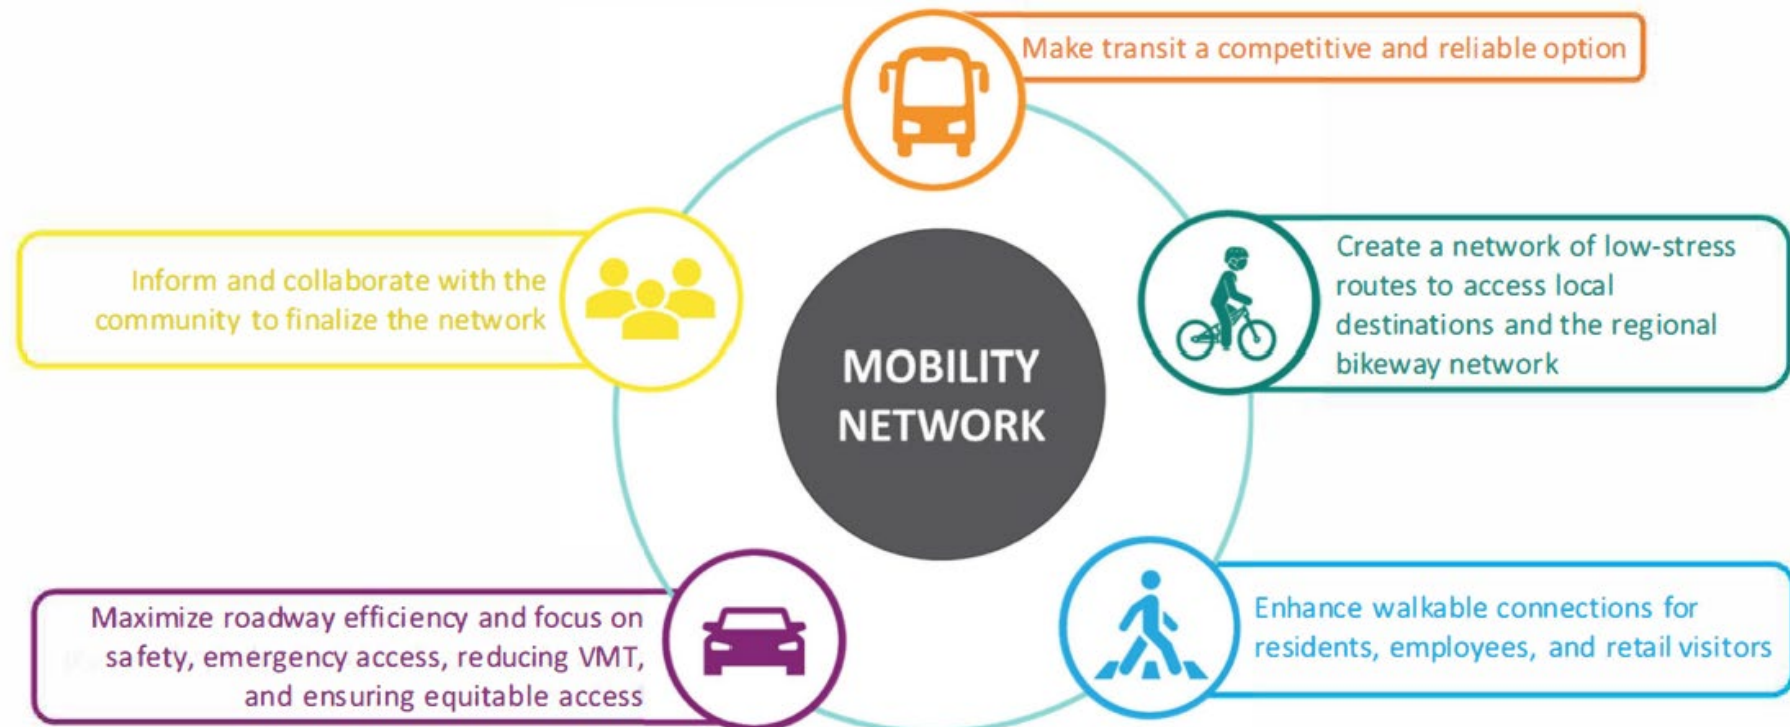 Make transit a competitive and reliable option
Inform and collaborate with the
community to finalize the network
Create a network of low-stress
routes to access local
destinations and the regional
bikeway network
MOBILITY
NETWORK
Maximize roadway efficiency and focus on
safety, emergency access, reducing VMT,
and ensuring equitable access
Enhance walkable connections for
residents, employees, and retail visitors